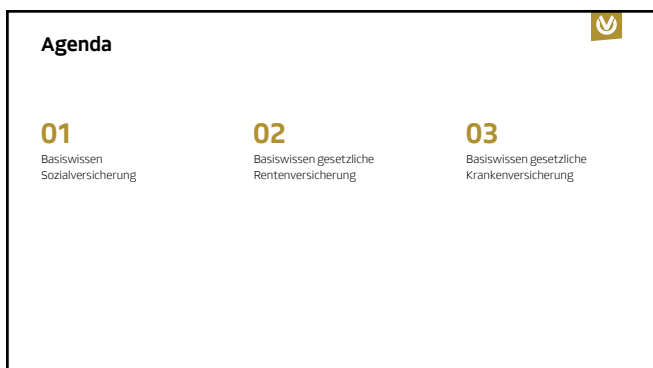 Agenda
01
Basiswissen
Sozialversicherung
02
Basiswissen gesetzliche
Rentenversicherung
03
Basiswissen gesetzliche
Krankenversicherung